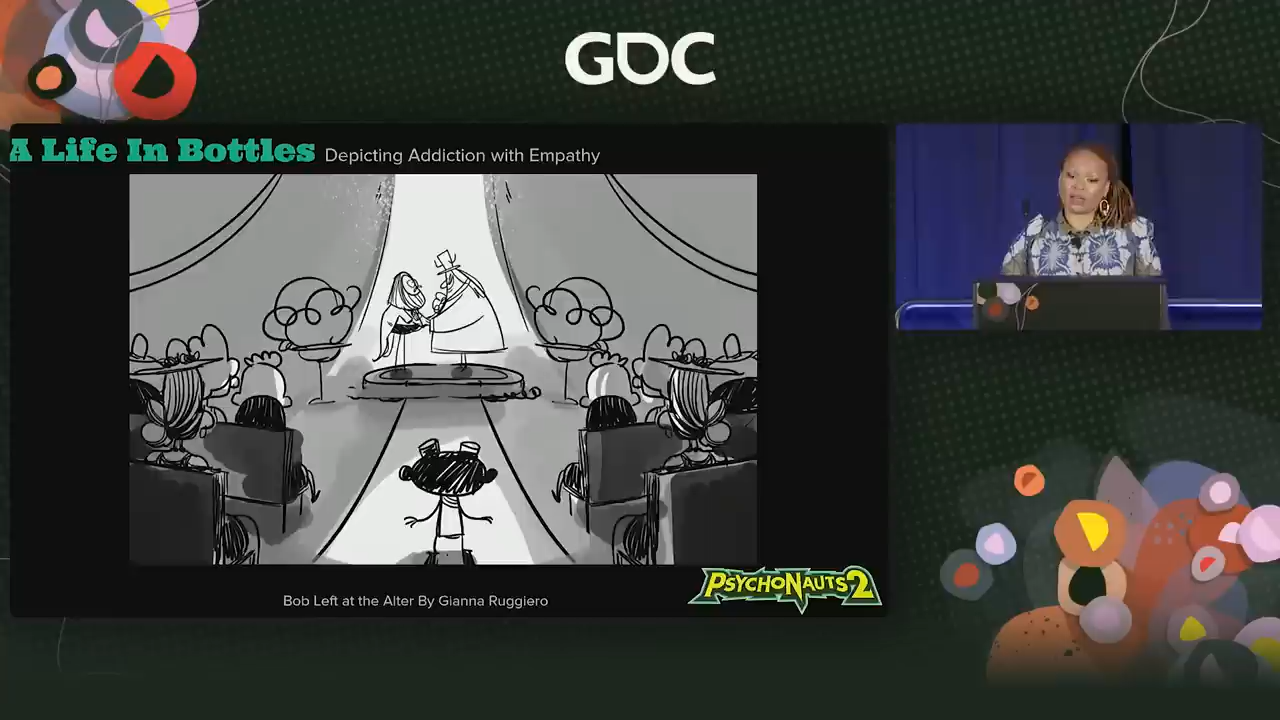 GDC
A Life In Bottles Depicting Addiction with Empathy
PSYCHONAUTS 2
Bob Left at the Alter By Gianna Ruggiero